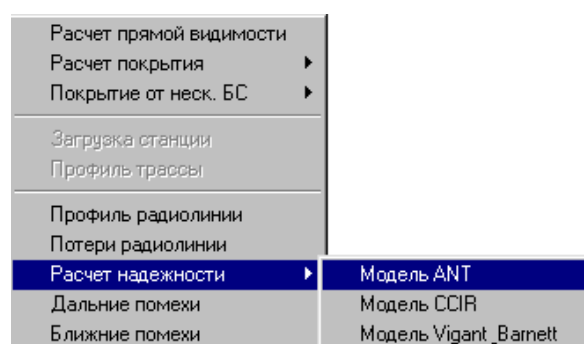 Расчет прямой видимости
Расчет покрытия
Покрытие от неск. БС
Загрузка станции
Профиль трассы
Профиль радиолинии
Потери радиолинии
Расчет надежности
Модель ANT
Дальние помехи
Модель CCIR
Ближние помехи
Модель Vigant_Barnett